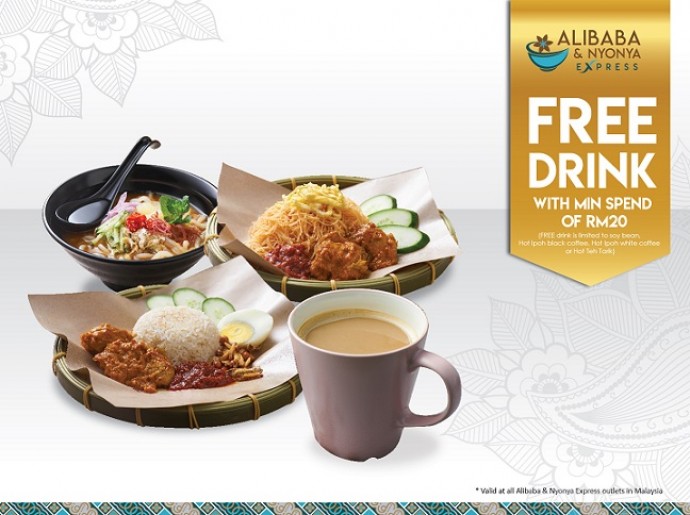 ALIBABA
& NYONYA
EXPRESS
FREE
DRINK
WITH MIN SPEND
OF RM20
(FREE drink is limited to soy bean,
Hot Ipoh black coffee, Hot Ipoh white coffee
or Hot Teh Tarik)
* Valid at all Alibaba & Nyonya Express outlets in Malaysia